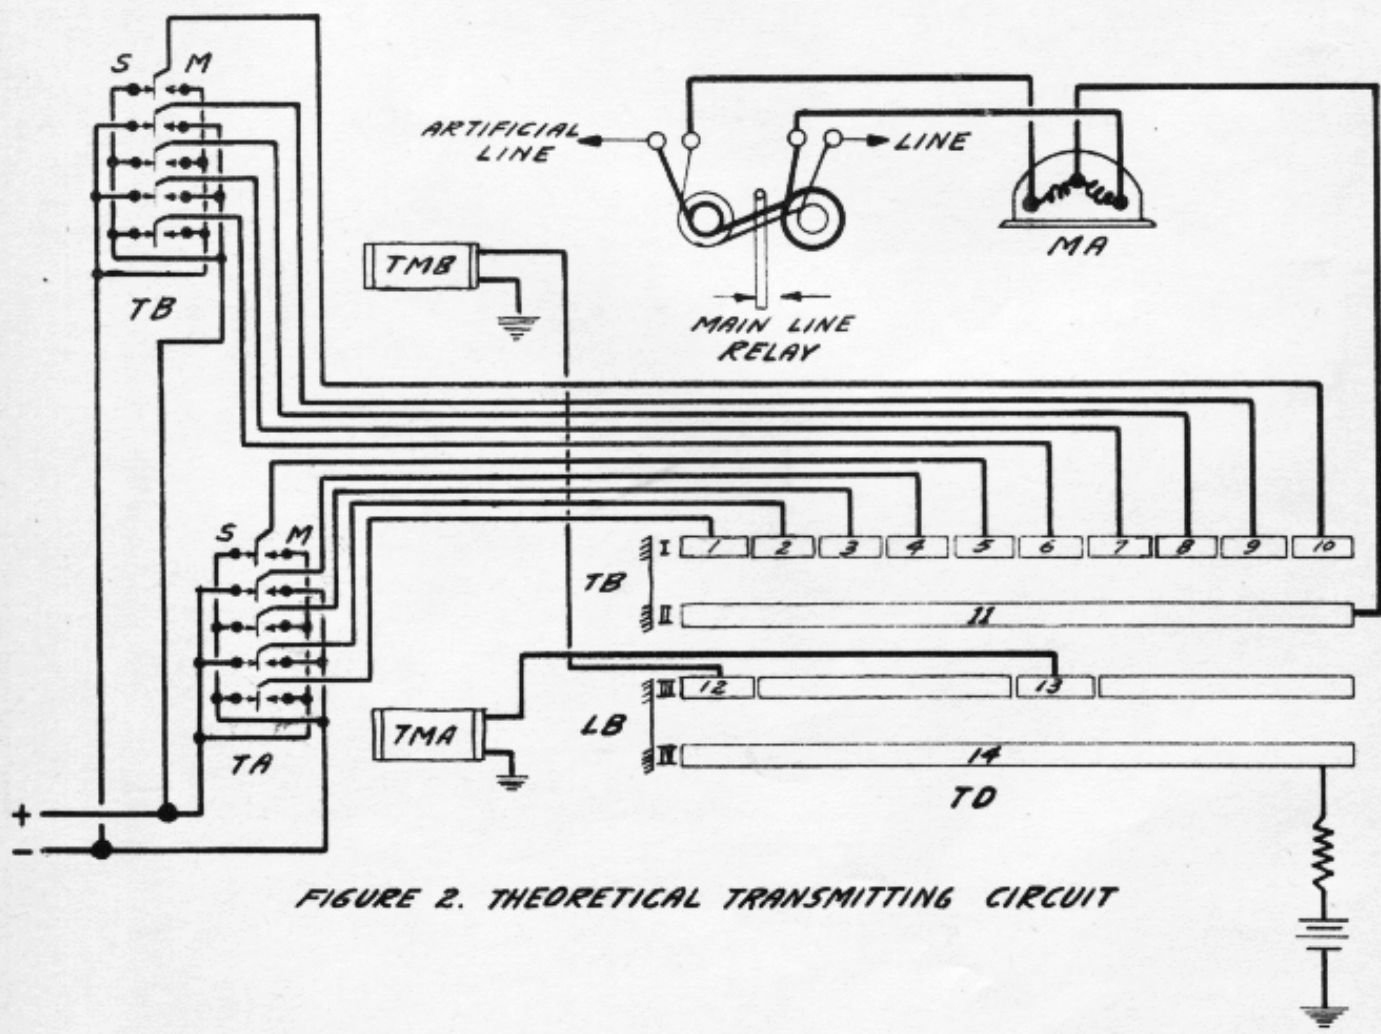 S M
ARTIFICIAL
LINE
LINE
MA
TMB
TB
MAIN LINE
RELAY
S M
I 1 2 3 4 5 6 7 8 9 10
TB
II 11
III 12 13
LB
TMA
IV 14
TA
TD
+
-
FIGURE 2. THEORETICAL TRANSMITTING CIRCUIT